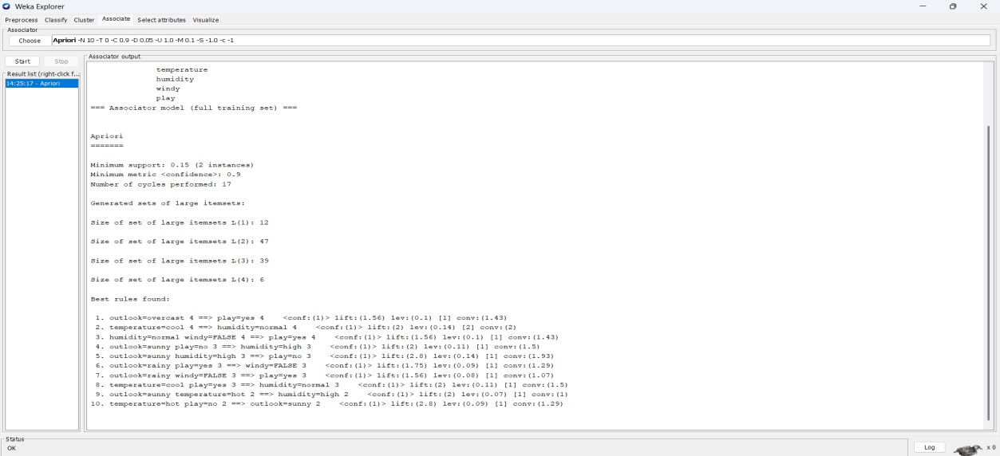 Weka Explorer
Preprocess Classify Cluster Associate Select attributes Visualize
Associator
Choose Apriori -N 10 -T 0 -C 0.9 -D 0.05 -U 1.0 -M 0.1 -S -1.0 -c -1
Start Stop
Result list (right-click f...
14:25:17 - Apriori
Associator output
temperature
humidity
windy
play
=== Associator model (full training set) ===
Apriori
=======
Minimum support: 0.15 (2 instances)
Minimum metric <confidence>: 0.9
Number of cycles performed: 17
Generated sets of large itemsets:
Size of set of large itemsets L(1): 12
Size of set of large itemsets L(2): 47
Size of set of large itemsets L(3): 39
Size of set of large itemsets L(4): 6
Best rules found:
1. outlook=overcast 4 ==> play=yes 4 <conf:(1)> lift:(1.56) lev:(0.1) [1] conv:(1.43)
2. temperature=cool 4 ==> humidity=normal 4 <conf:(1)> lift:(2) lev:(0.14) [2] conv:(2)
3. humidity=normal windy=FALSE 4 ==> play=yes 4 <conf:(1)> lift:(1.56) lev:(0.1) [1] conv:(1.43)
4. outlook=sunny play=no 3 ==> humidity=high 3 <conf:(1)> lift:(2) lev:(0.11) [1] conv:(1.5)
5. outlook=sunny humidity=high 3 ==> play=no 3 <conf:(1)> lift:(2.8) lev:(0.14) [1] conv:(1.93)
6. outlook=rainy play=yes 3 ==> windy=FALSE 3 <conf:(1)> lift:(1.75) lev:(0.09) [1] conv:(1.29)
7. outlook=rainy windy=FALSE 3 ==> play=yes 3 <conf:(1)> lift:(1.56) lev:(0.08) [1] conv:(1.07)
8. temperature=cool play=yes 3 ==> humidity=normal 3 <conf:(1)> lift:(2) lev:(0.11) [1] conv:(1.5)
9. outlook=sunny temperature=hot 2 ==> humidity=high 2 <conf:(1)> lift:(2) lev:(0.07) [1] conv:(1)
10. temperature=hot play=no 2 ==> outlook=sunny 2 <conf:(1)> lift:(2.8) lev:(0.09) [1] conv:(1.29)
Status
OK
Log
x 0